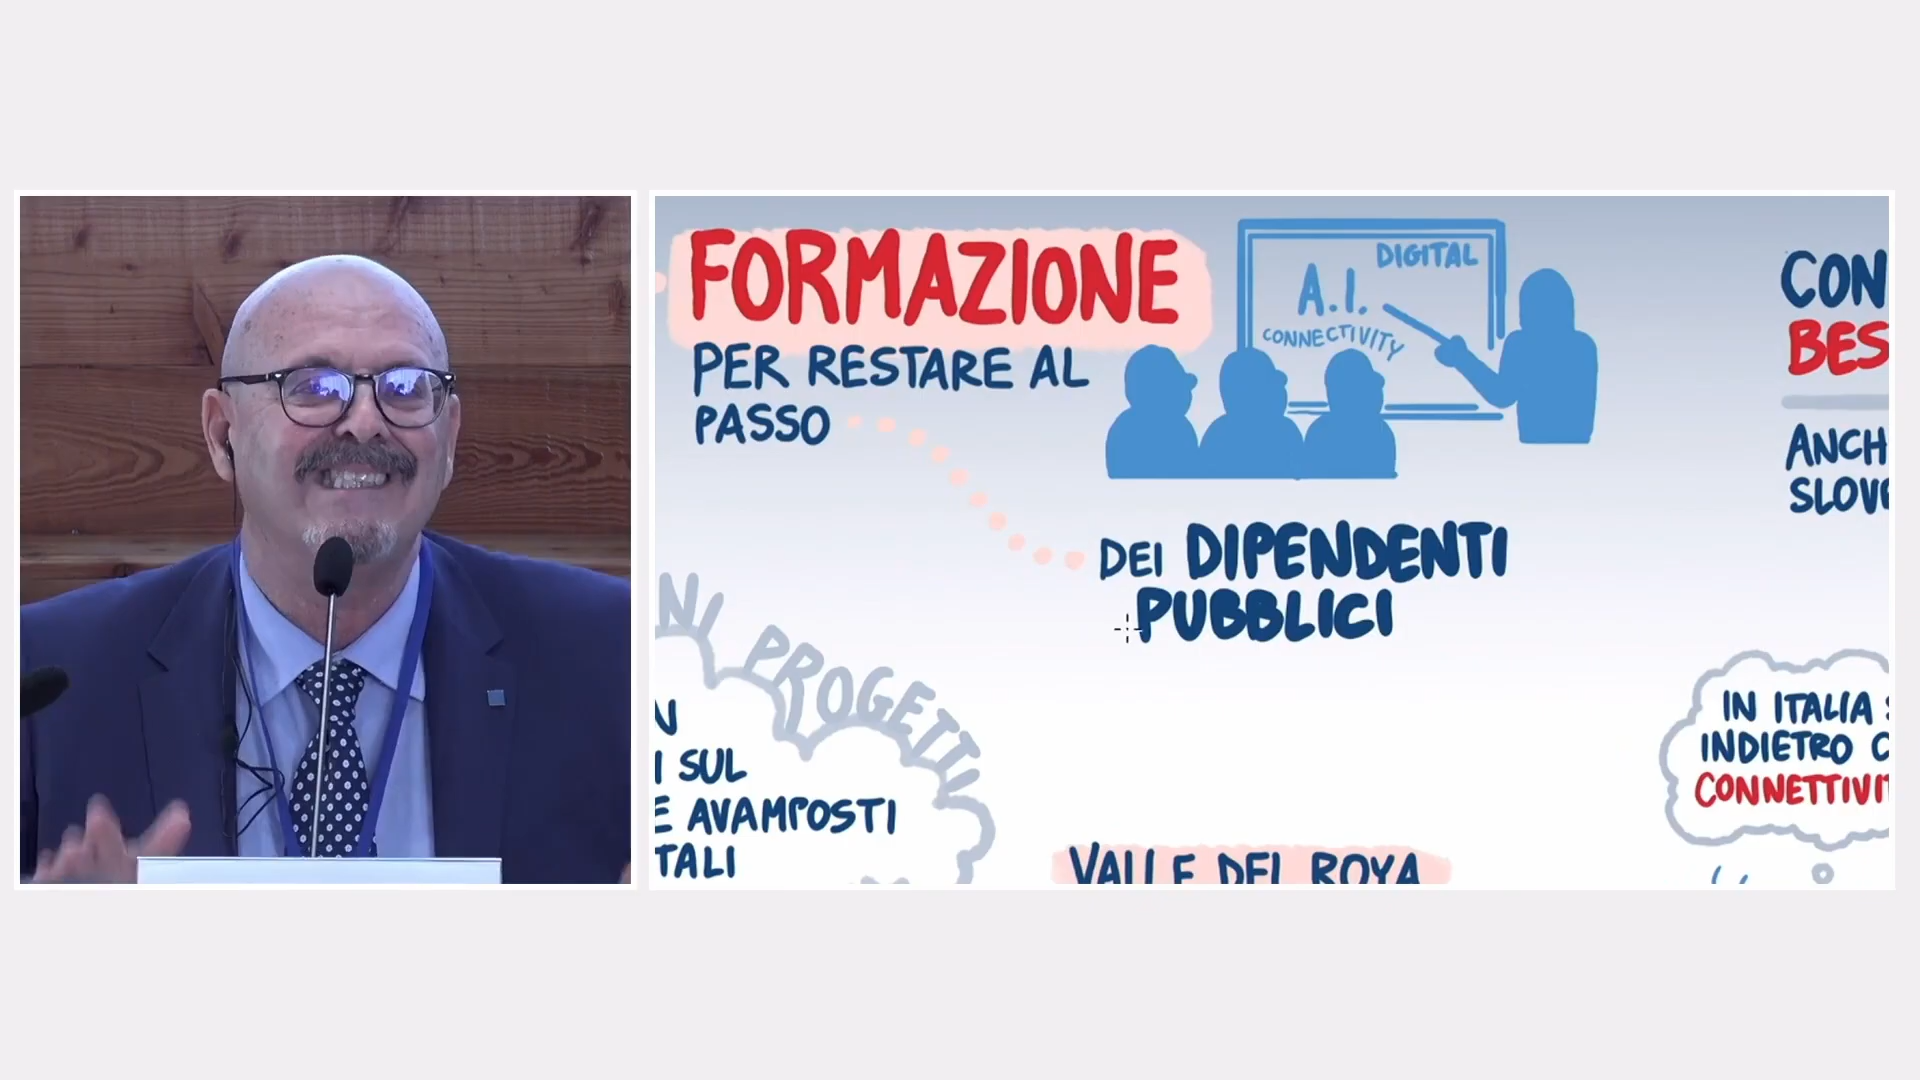 FORMAZIONE
PER RESTARE AL
PASSO
DIGITAL
A.I.
CONNECTIVITY
DEI DIPENDENTI
PUBBLICI
NI PROGETTI
N
I SUL
E AVAMPOSTI
TALI
VALLE DEL ROYA
CON
BES
ANCH
SLOV
IN ITALIA
INDIETRO C
CONNETTIVI